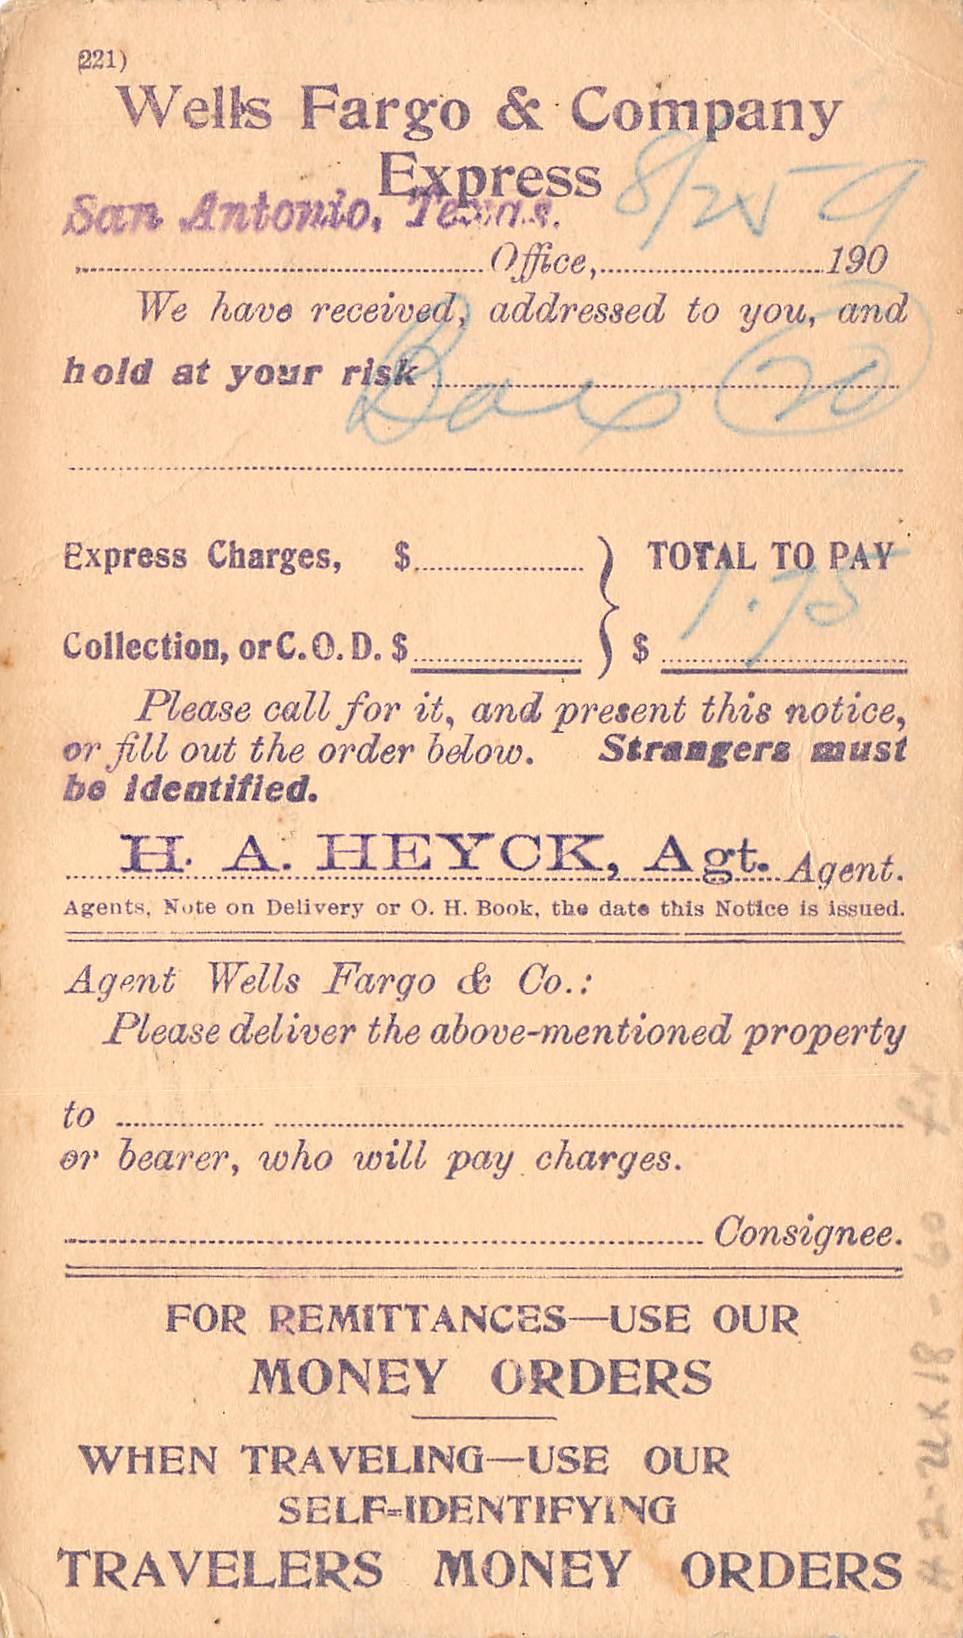 (221)
Wells Fargo & Company
Express
San Antonio, Texas.
Office, 190
We have received, addressed to you, and
hold at your risk Box 20
Express Charges, $ TOTAL TO PAY
Collection, or C. O. D. $ $ 1.75
Please call for it, and present this notice,
or fill out the order below. Strangers must
be identified.
H. A. HEYCK, Agt. Agent.
Agents, Note on Delivery or O. H. Book, the date this Notice is issued.
Agent Wells Fargo & Co.:
Please deliver the above-mentioned property
to
or bearer, who will pay charges.
Consignee.
FOR REMITTANCES—USE OUR
MONEY ORDERS
WHEN TRAVELING—USE OUR
SELF-IDENTIFYING
TRAVELERS MONEY ORDERS